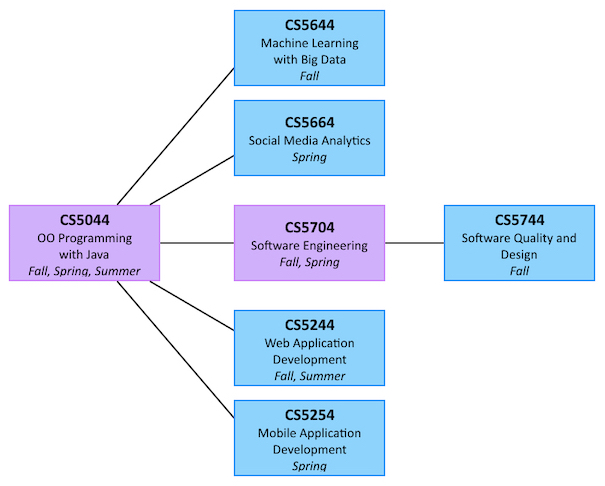 CS5644
Machine Learning
with Big Data
Fall
CS5664
Social Media Analytics
Spring
CS5044
OO Programming
with Java
Fall, Spring, Summer
CS5704
Software Engineering
Fall, Spring
CS5744
Software Quality and
Design
Fall
CS5244
Web Application
Development
Fall, Summer
CS5254
Mobile Application
Development
Spring